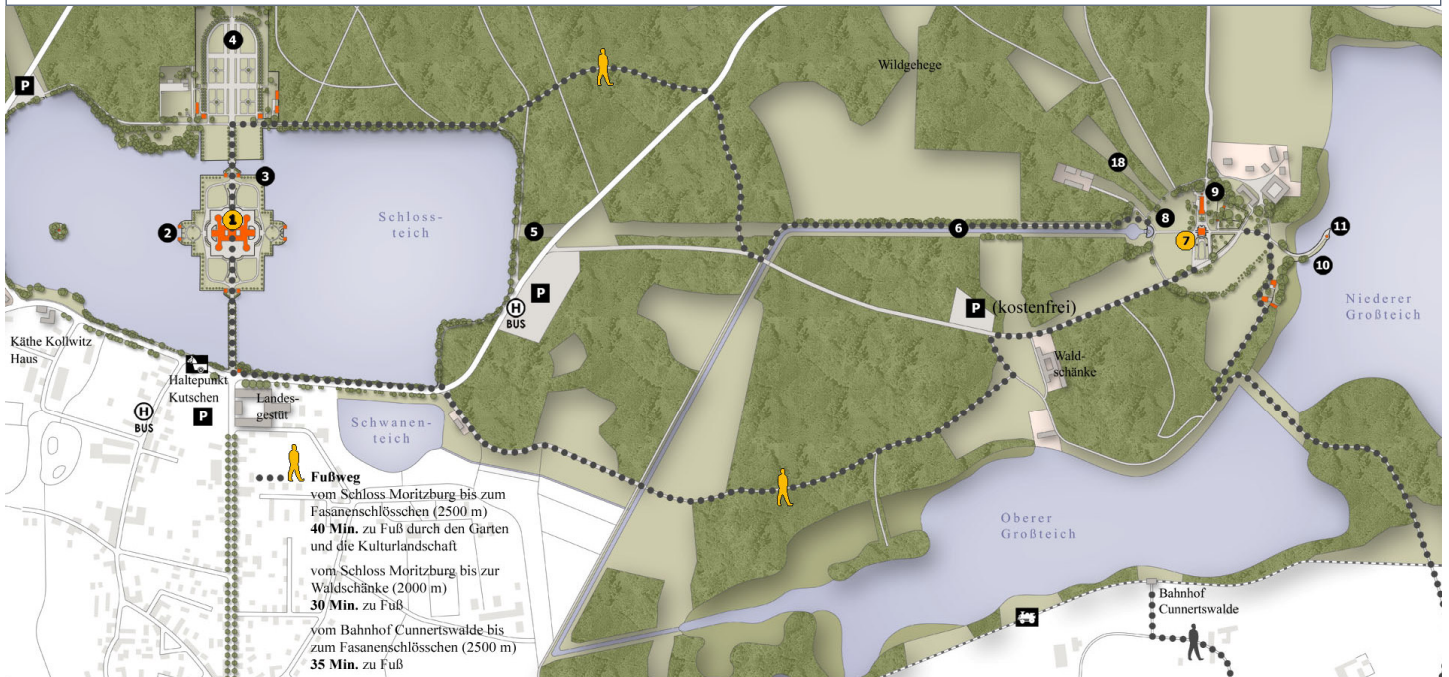 4
P
Wildgehege
18
9
3
1
2
Schloss-
teich
5
6
8
7
11
10
P
H
BUS
P (kostenfrei)
Niederer
Großteich
Käthe Kollwitz
Haus
Haltepunkt
Kutschen
H
BUS
P
Landes-
gestüt
Schwanen-
teich
Wald-
schänke
Fußweg
vom Schloss Moritzburg bis zum
Fasanenschlösschen (2500 m)
40 Min. zu Fuß durch den Garten
und die Kulturlandschaft
vom Schloss Moritzburg bis zur
Waldschänke (2000 m)
30 Min. zu Fuß
vom Bahnhof Cunnertswalde bis
zum Fasanenschlösschen (2500 m)
35 Min. zu Fuß
Oberer
Großteich
Bahnhof
Cunnertswalde